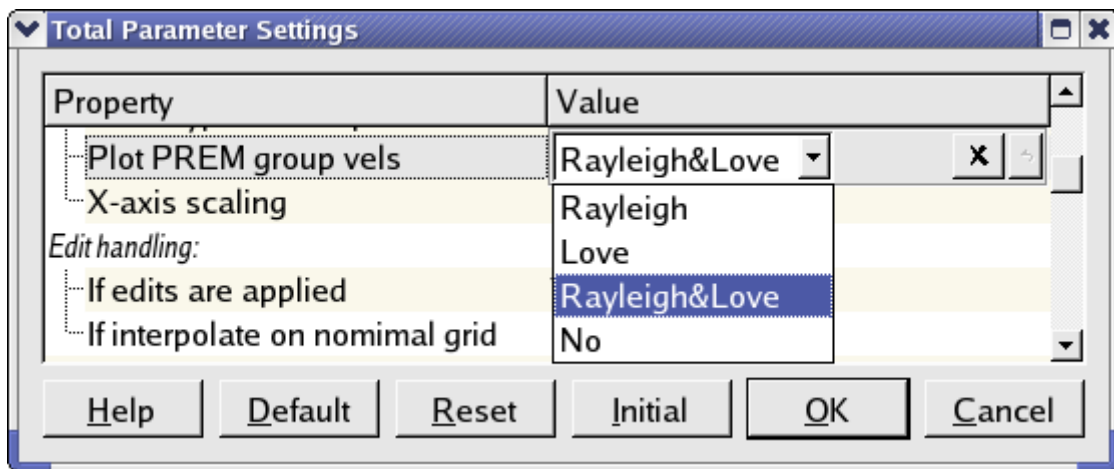 Total Parameter Settings
Property Value
Plot PREM group vels Rayleigh&Love X
X-axis scaling Rayleigh
Edit handling: Love
If edits are applied Rayleigh&Love
If interpolate on nomimal grid No
Help Default Reset Initial OK Cancel